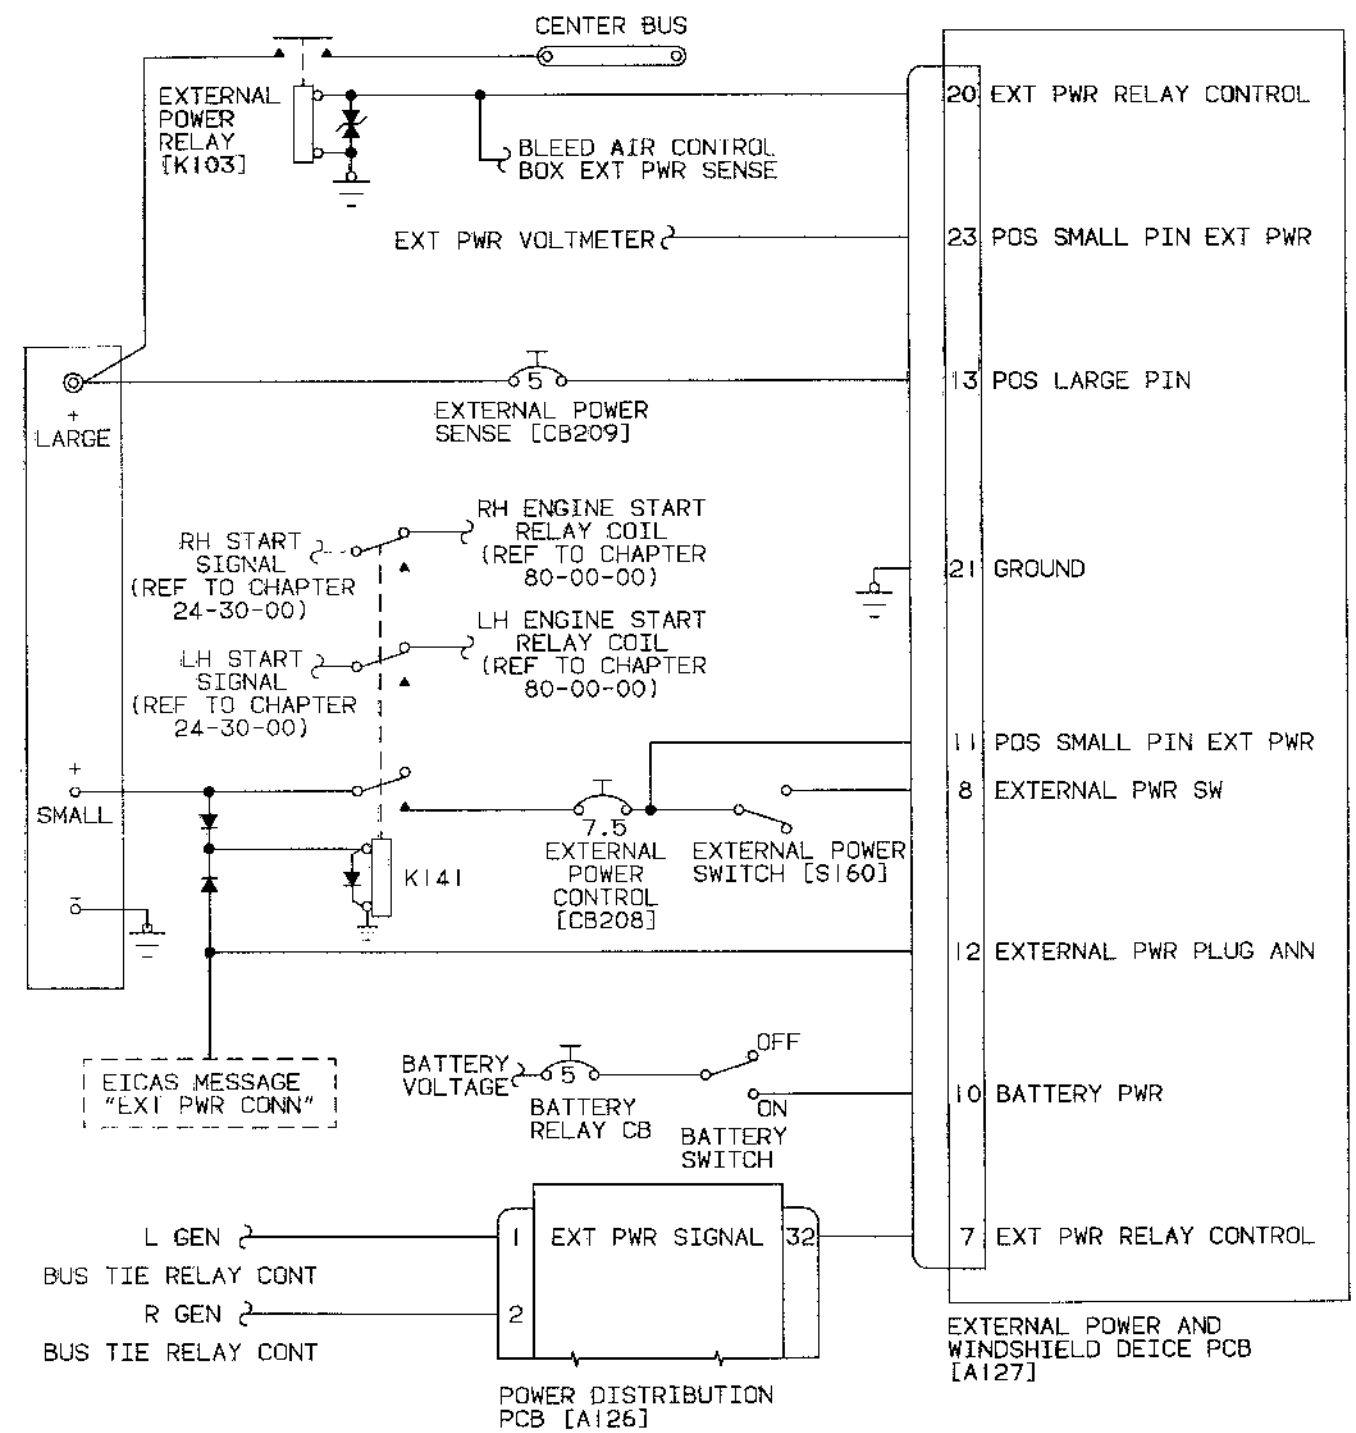 CENTER BUS
EXTERNAL
POWER
RELAY
[K103]
20 EXT PWR RELAY CONTROL
BLEED AIR CONTROL
BOX EXT PWR SENSE
EXT PWR VOLTMETER
23 POS SMALL PIN EXT PWR
+
LARGE
5
EXTERNAL POWER
SENSE [CB209]
13 POS LARGE PIN
RH START
SIGNAL
(REF TO CHAPTER
24-30-00)
RH ENGINE START
RELAY COIL
(REF TO CHAPTER
80-00-00)
21 GROUND
LH START
SIGNAL
(REF TO CHAPTER
24-30-00)
LH ENGINE START
RELAY COIL
(REF TO CHAPTER
80-00-00)
11 POS SMALL PIN EXT PWR
8 EXTERNAL PWR SW
+
SMALL
-
K141
7.5
EXTERNAL
POWER
CONTROL
[CB208]
EXTERNAL POWER
SWITCH [S160]
12 EXTERNAL PWR PLUG ANN
EICAS MESSAGE
"EXT PWR CONN"
BATTERY
VOLTAGE
5
BATTERY
RELAY CB
OFF
ON
BATTERY
SWITCH
10 BATTERY PWR
L GEN
BUS TIE RELAY CONT
R GEN
BUS TIE RELAY CONT
1 EXT PWR SIGNAL 32
2
POWER DISTRIBUTION
PCB [A126]
7 EXT PWR RELAY CONTROL
EXTERNAL POWER AND
WINDSHIELD DEICE PCB
[A127]